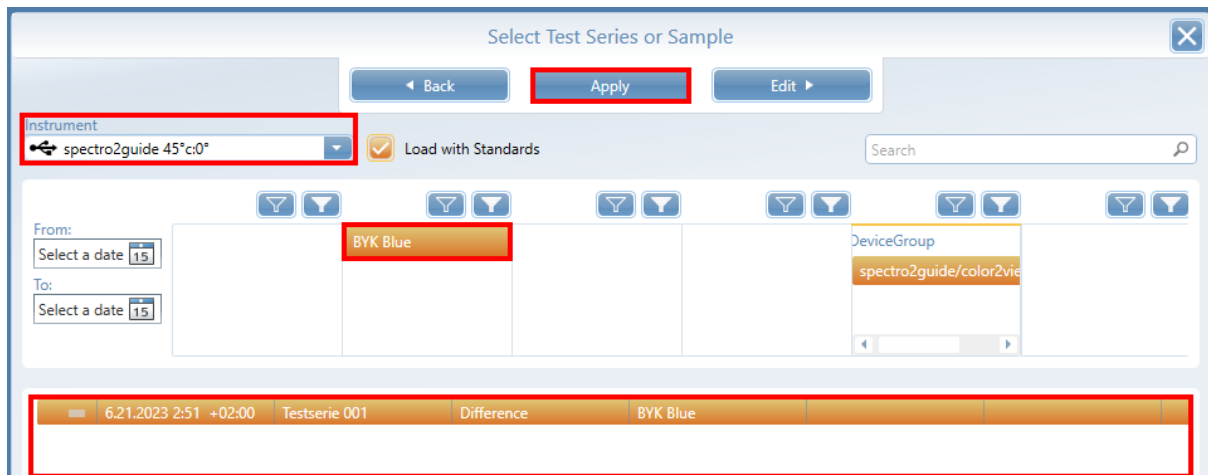 Select Test Series or Sample
Back
Apply
Edit
Instrument
spectro2guide 45°c:0°
Load with Standards
Search
From:
Select a date 15
To:
Select a date 15
BYK Blue
DeviceGroup
spectro2guide/color2vie
6.21.2023 2:51 +02:00 Testserie 001 Difference BYK Blue